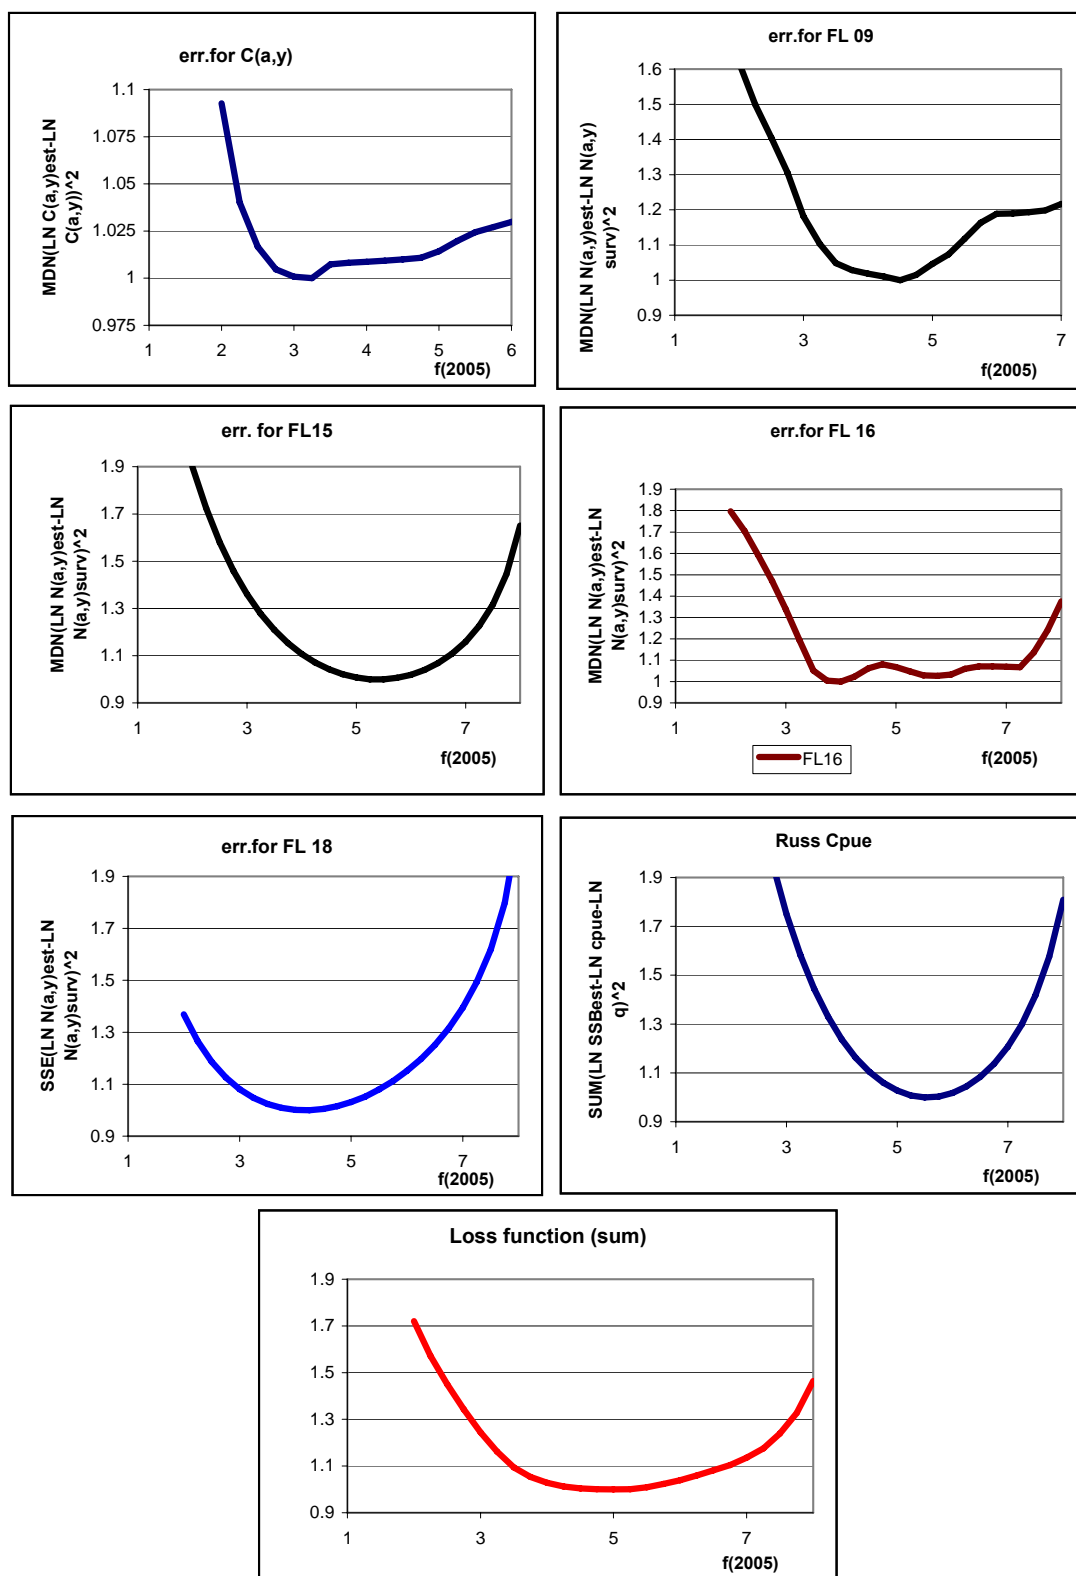 err.for C(a,y)
MDN(LN C(a,y)est-LN
C(a,y))^2
1.1
1.075
1.05
1.025
1
0.975
1 2 3 4 5 6
f(2005)
err.for FL 09
MDN(LN N(a,y)est-LN N(a,y)
surv)^2
1.6
1.5
1.4
1.3
1.2
1.1
1
0.9
1 3 5 7
f(2005)
err. for FL15
MDN(LN N(a,y)est-LN
N(a,y)surv)^2
1.9
1.7
1.5
1.3
1.1
0.9
1 3 5 7
f(2005)
err.for FL 16
MDN(LN N(a,y)est-LN
N(a,y)surv)^2
1.9
1.8
1.7
1.6
1.5
1.4
1.3
1.2
1.1
1
0.9
1 3 5 7
f(2005)
FL16
err.for FL 18
SSE(LN N(a,y)est-LN
N(a,y)surv)^2
1.9
1.7
1.5
1.3
1.1
0.9
1 3 5 7
f(2005)
Russ Cpue
SUM(LN SSBest-LN cpue-LN
q)^2
1.9
1.7
1.5
1.3
1.1
0.9
1 3 5 7
f(2005)
Loss function (sum)
1.9
1.7
1.5
1.3
1.1
0.9
1 3 5 7
f(2005)